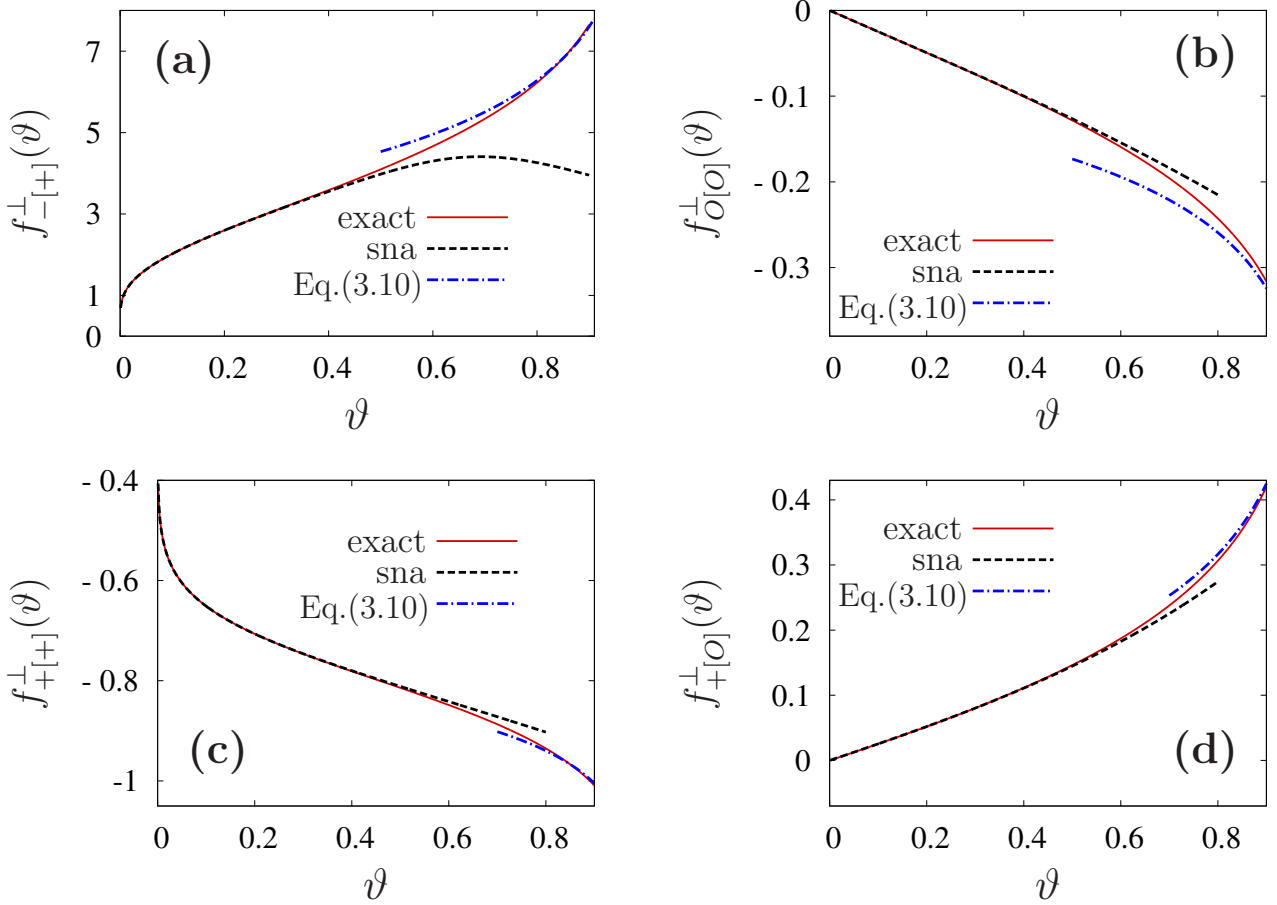 (a)
f⊥−[+](ϑ)
7
5
3
1
0
exact
sna
Eq.(3.10)
0 0.2 0.4 0.6 0.8
ϑ
(b)
f⊥O[O](ϑ)
0
- 0.1
- 0.2
- 0.3
exact
sna
Eq.(3.10)
0 0.2 0.4 0.6 0.8
ϑ
(c)
f⊥+[+](ϑ)
- 0.4
- 0.6
- 0.8
-1
exact
sna
Eq.(3.10)
0 0.2 0.4 0.6 0.8
ϑ
(d)
f⊥+[O](ϑ)
0.4
0.3
0.2
0.1
0
exact
sna
Eq.(3.10)
0 0.2 0.4 0.6 0.8
ϑ